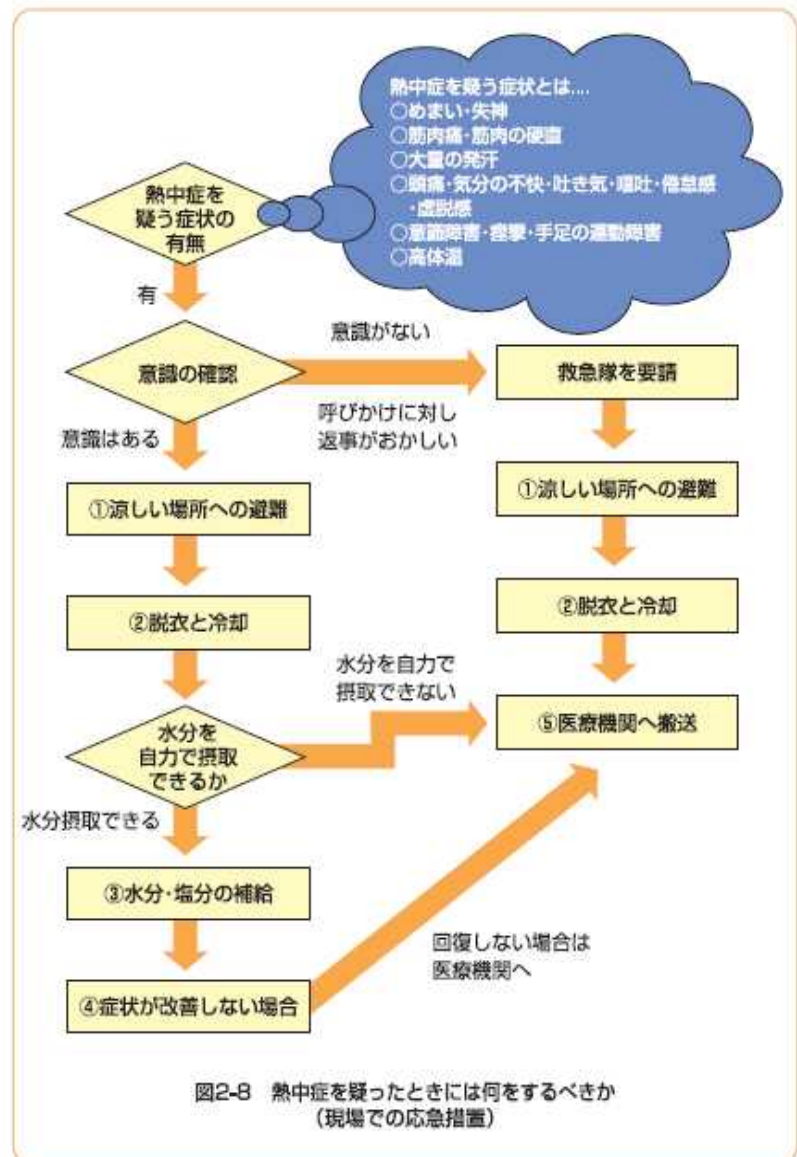 熱中症を疑う症状とは....
○めまい・失神
○筋肉痛・筋肉の硬直
○大量の発汗
○頭痛・気分の不快・吐き気・嘔吐・倦怠感
・虚脱感
○意識障害・痙攣・手足の運動障害
○高体温
熱中症を
疑う症状の
有無
有
意識の確認
意識がない
呼びかけに対し
返事がおかしい
救急隊を要請
意識はある
①涼しい場所への避難
①涼しい場所への避難
②脱衣と冷却
②脱衣と冷却
水分を自力で
摂取できない
水分を
自力で摂取
できるか
⑤医療機関へ搬送
水分摂取できる
③水分・塩分の補給
回復しない場合は
医療機関へ
④症状が改善しない場合
図2-8 熱中症を疑ったときには何をするべきか
(現場での応急措置)